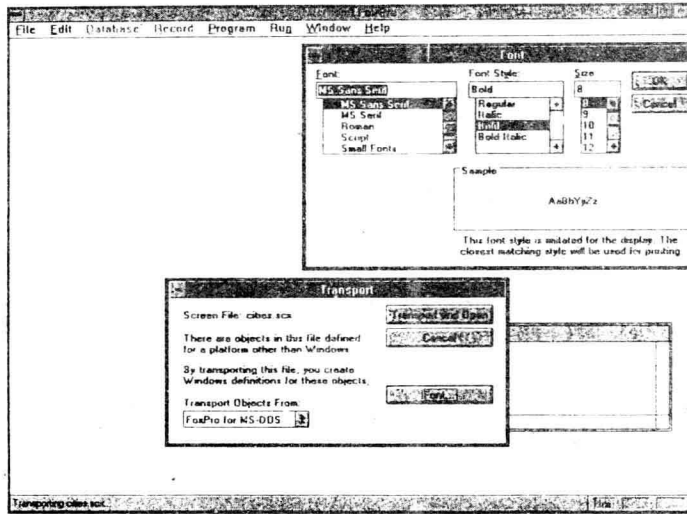 File Edit Database Record Program Run Window Help
Font
Font:
MS Sans Serif
MS Sans Serif
MS Serif
Roman
Script
Small Fonts
Font Style:
Bold
Regular
Italic
Bold
Bold Italic
Size
8
8
9
10
11
12
OK
Cancel
Sample
AaBbYyZz
This font style is imitated for the display. The
closest matching style will be used for printing.
Transport
Screen File: cities.scx
There are objects in this file defined
for a platform other than Windows
By transporting this file, you create
Windows definitions for these objects.
Transport Objects From:
FoxPro for MS-DOS
Transport and Open
Cancel
Font...
Transporting cities.scx